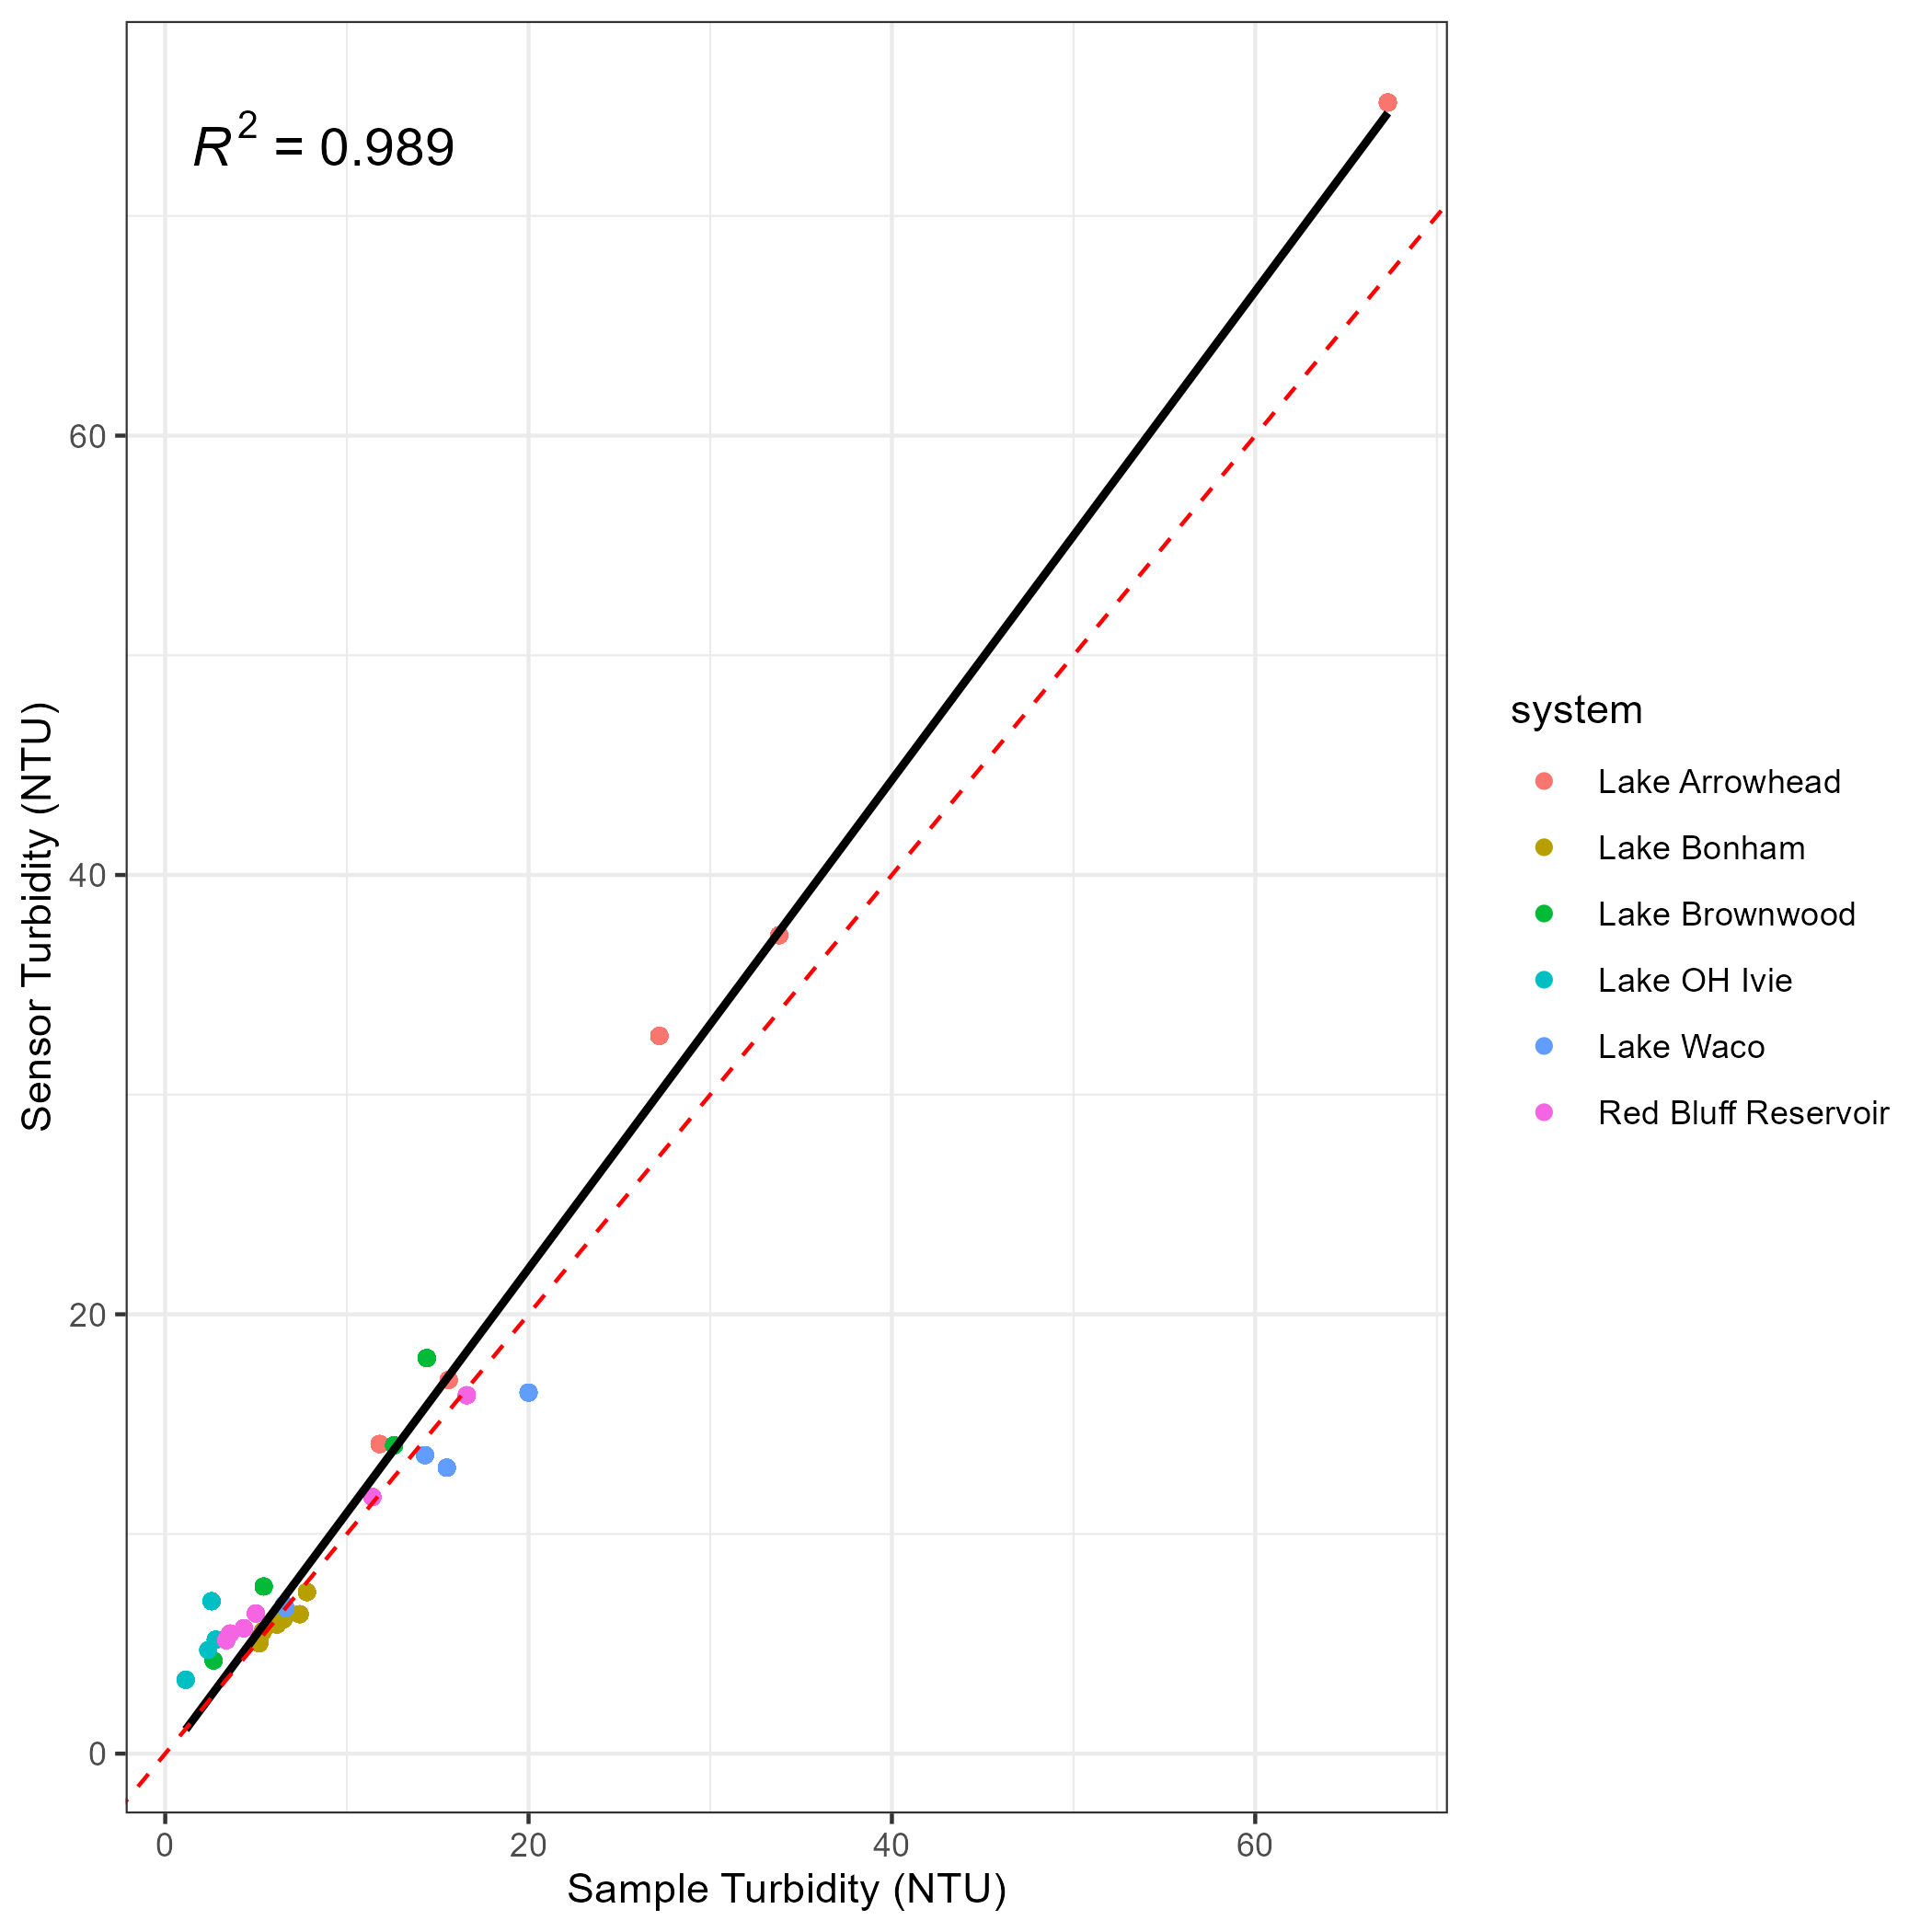 R² = 0.989
60
40
20
0
0 20 40 60
Sample Turbidity (NTU)
Sensor Turbidity (NTU)
system
Lake Arrowhead
Lake Bonham
Lake Brownwood
Lake OH Ivie
Lake Waco
Red Bluff Reservoir